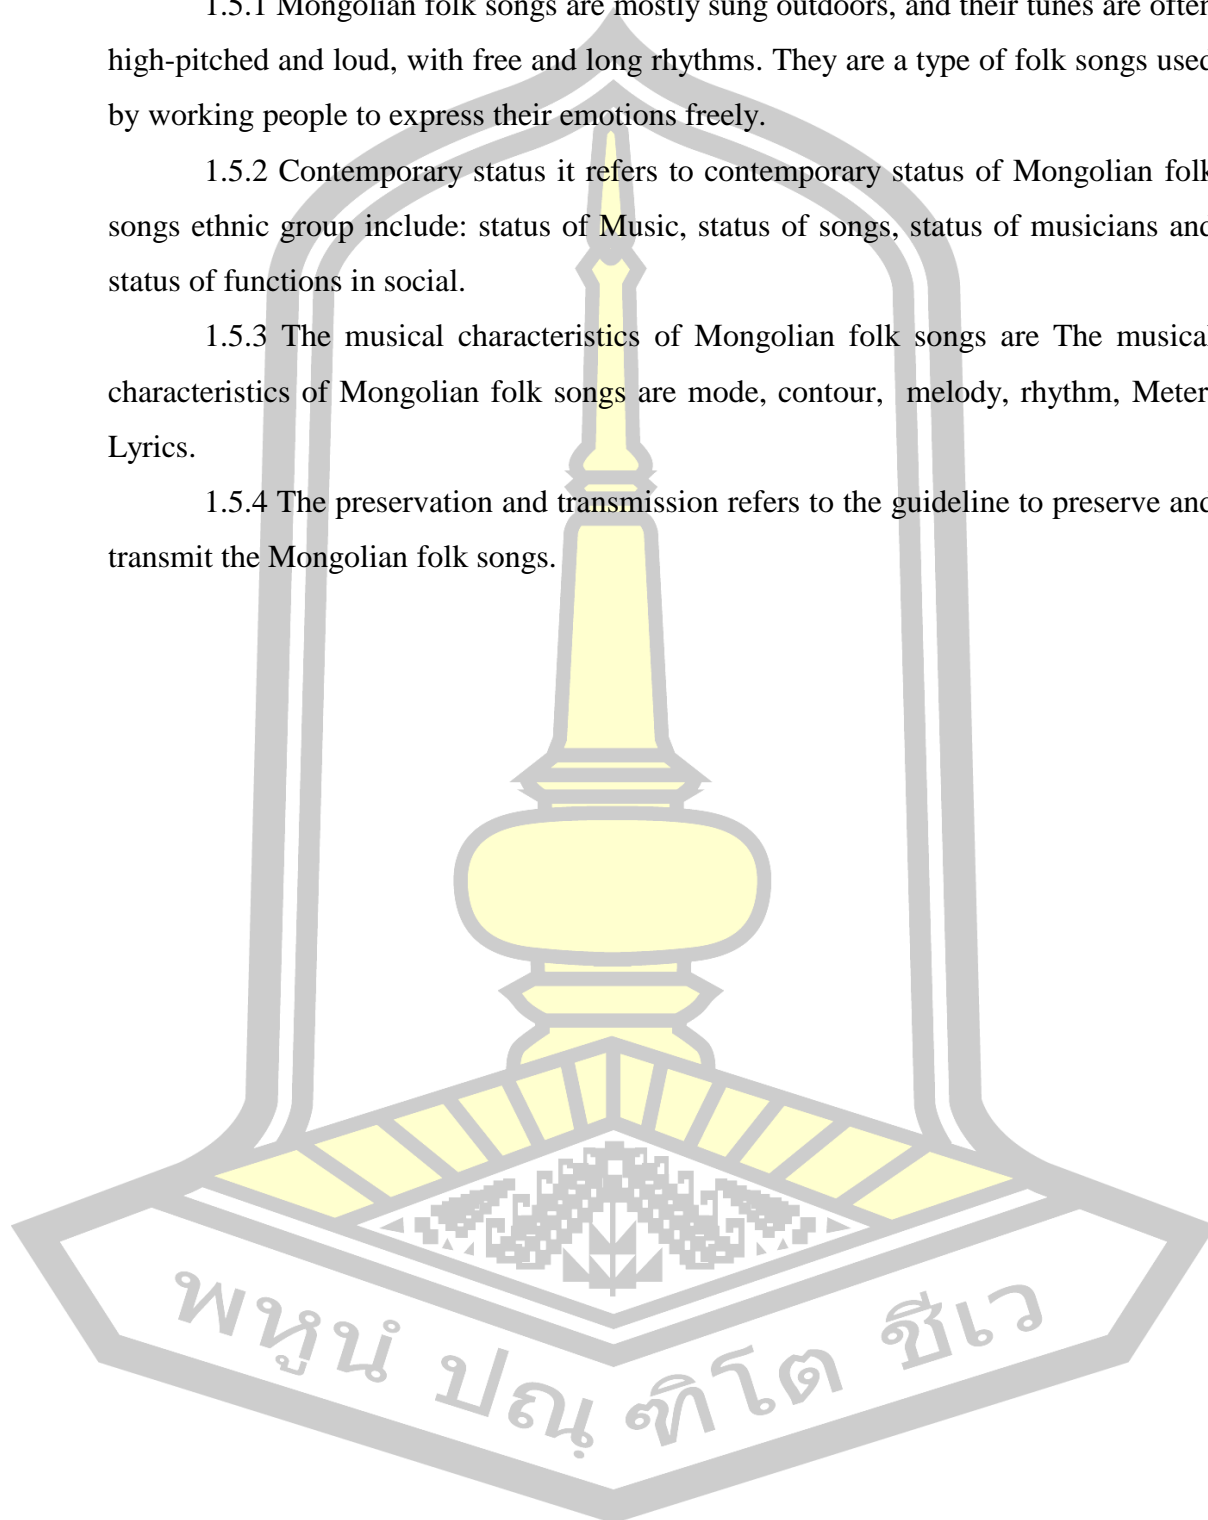 1.5.1 Mongolian folk songs are mostly sung outdoors, and their tunes are often
high-pitched and loud, with free and long rhythms. They are a type of folk songs used
by working people to express their emotions freely.
1.5.2 Contemporary status it refers to contemporary status of Mongolian folk
songs ethnic group include: status of Music, status of songs, status of musicians and
status of functions in social.
1.5.3 The musical characteristics of Mongolian folk songs are The musical
characteristics of Mongolian folk songs are mode, contour, melody, rhythm, Meter
Lyrics.
1.5.4 The preservation and transmission refers to the guideline to preserve and
transmit the Mongolian folk songs.
พหูนํ ปณฺ ฑิโต ชีเว